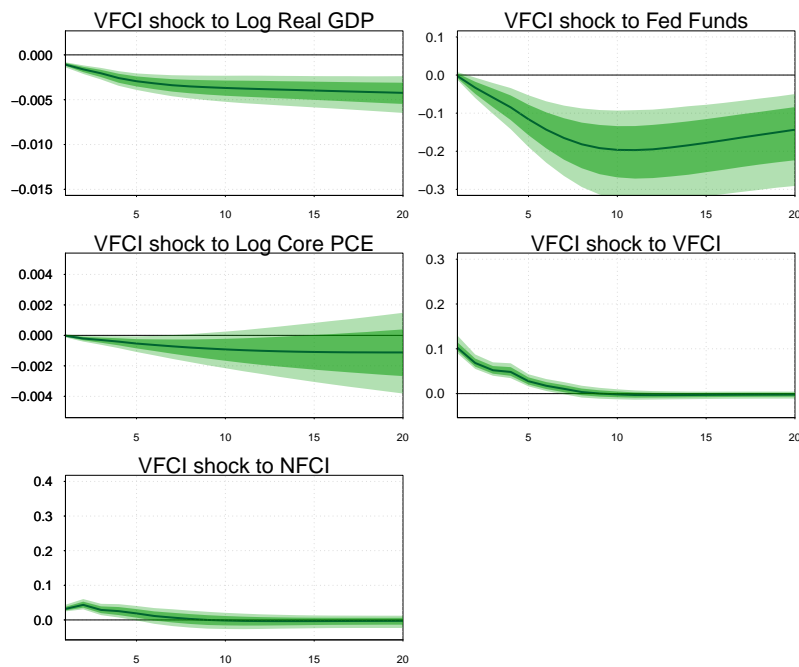 VFCI shock to Log Real GDP
0.000
−0.005
−0.010
−0.015
5 10 15 20
VFCI shock to Fed Funds
0.1
0.0
−0.1
−0.2
−0.3
5 10 15 20
VFCI shock to Log Core PCE
0.004
0.002
0.000
−0.002
−0.004
5 10 15 20
VFCI shock to VFCI
0.3
0.2
0.1
0.0
5 10 15 20
VFCI shock to NFCI
0.4
0.3
0.2
0.1
0.0
5 10 15 20